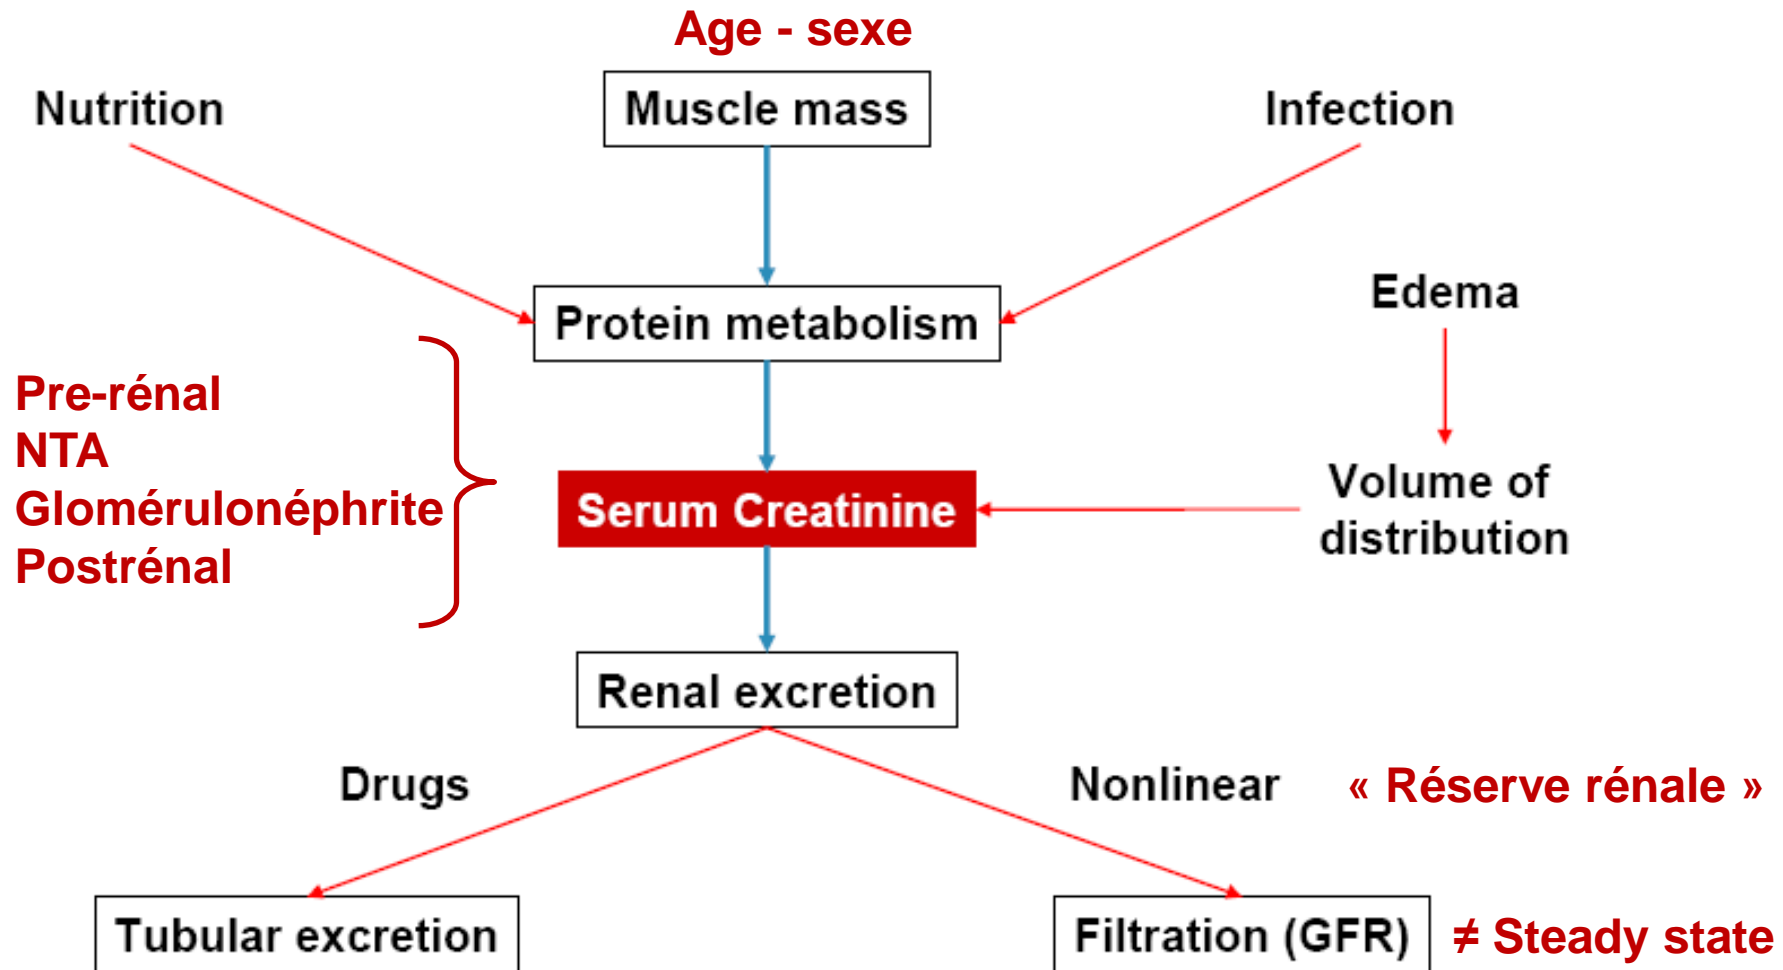 Age - sexe
Nutrition
Muscle mass
Infection
Protein metabolism
Edema
Pre-rénal
NTA
Glomérulonéphrite
Postrénal
Serum Creatinine
Volume of
distribution
Renal excretion
Drugs
Nonlinear
« Réserve rénale »
Tubular excretion
Filtration (GFR)
≠ Steady state